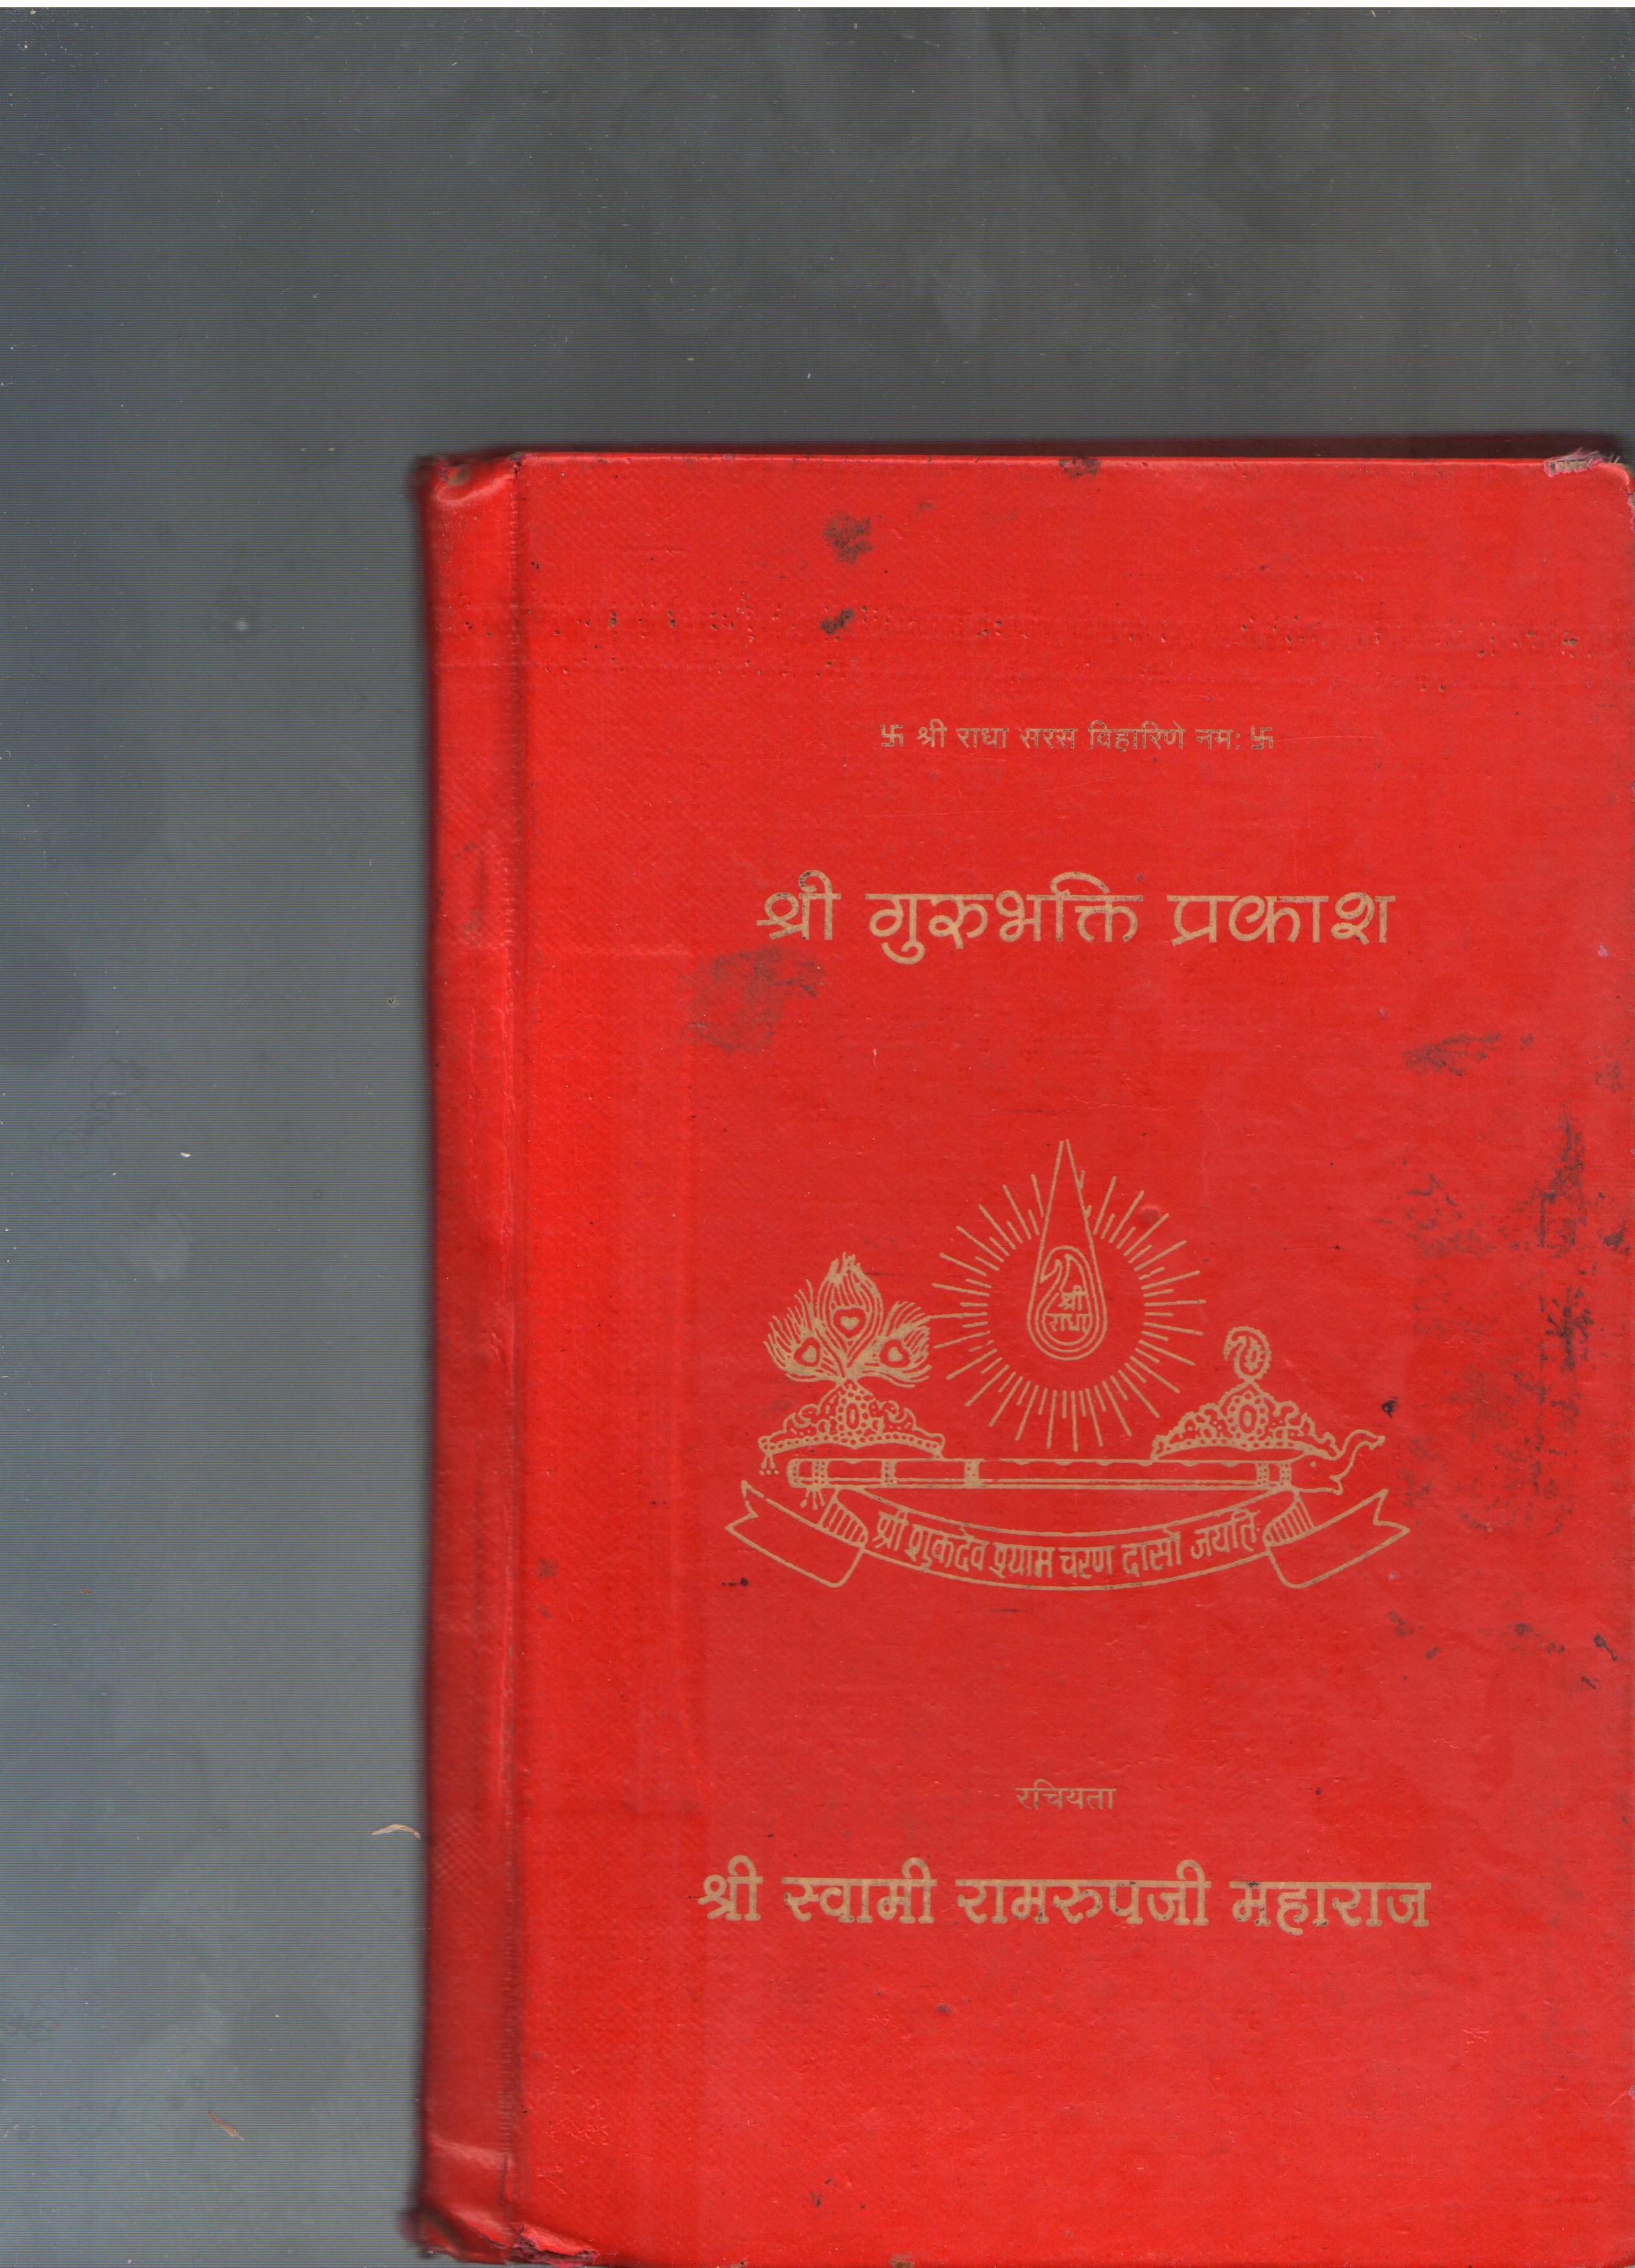 卐 श्री राधा सरस विहारिणे नमः 卐
श्री गुरुभक्ति प्रकाश
श्री
राधा
श्री शुकदेव श्याम चरण दासो जयति
रचियता
श्री स्वामी रामरुपजी महाराज